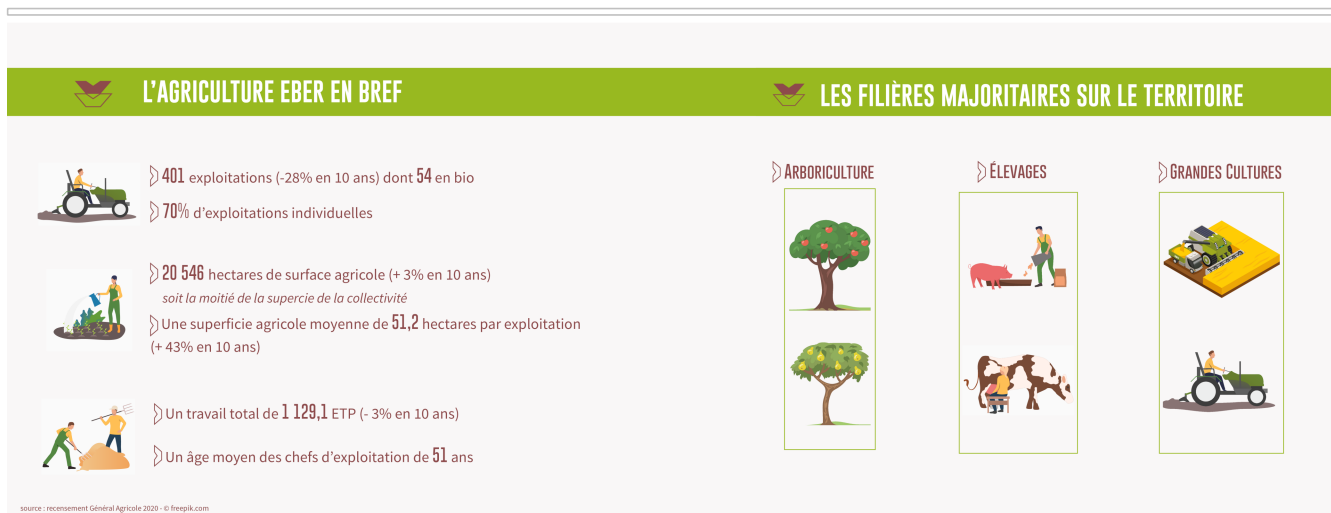 L'AGRICULTURE EBER EN BREF
401 exploitations (-28% en 10 ans) dont 54 en bio
70% d'exploitations individuelles
20 546 hectares de surface agricole (+ 3% en 10 ans)
soit la moitié de la supercie de la collectivité
Une superficie agricole moyenne de 51,2 hectares par exploitation
(+ 43% en 10 ans)
Un travail total de 1 129,1 ETP (- 3% en 10 ans)
Un âge moyen des chefs d'exploitation de 51 ans
source : recensement Général Agricole 2020 - © freepik.com
LES FILIÈRES MAJORITAIRES SUR LE TERRITOIRE
ARBORICULTURE
ÉLEVAGES
GRANDES CULTURES